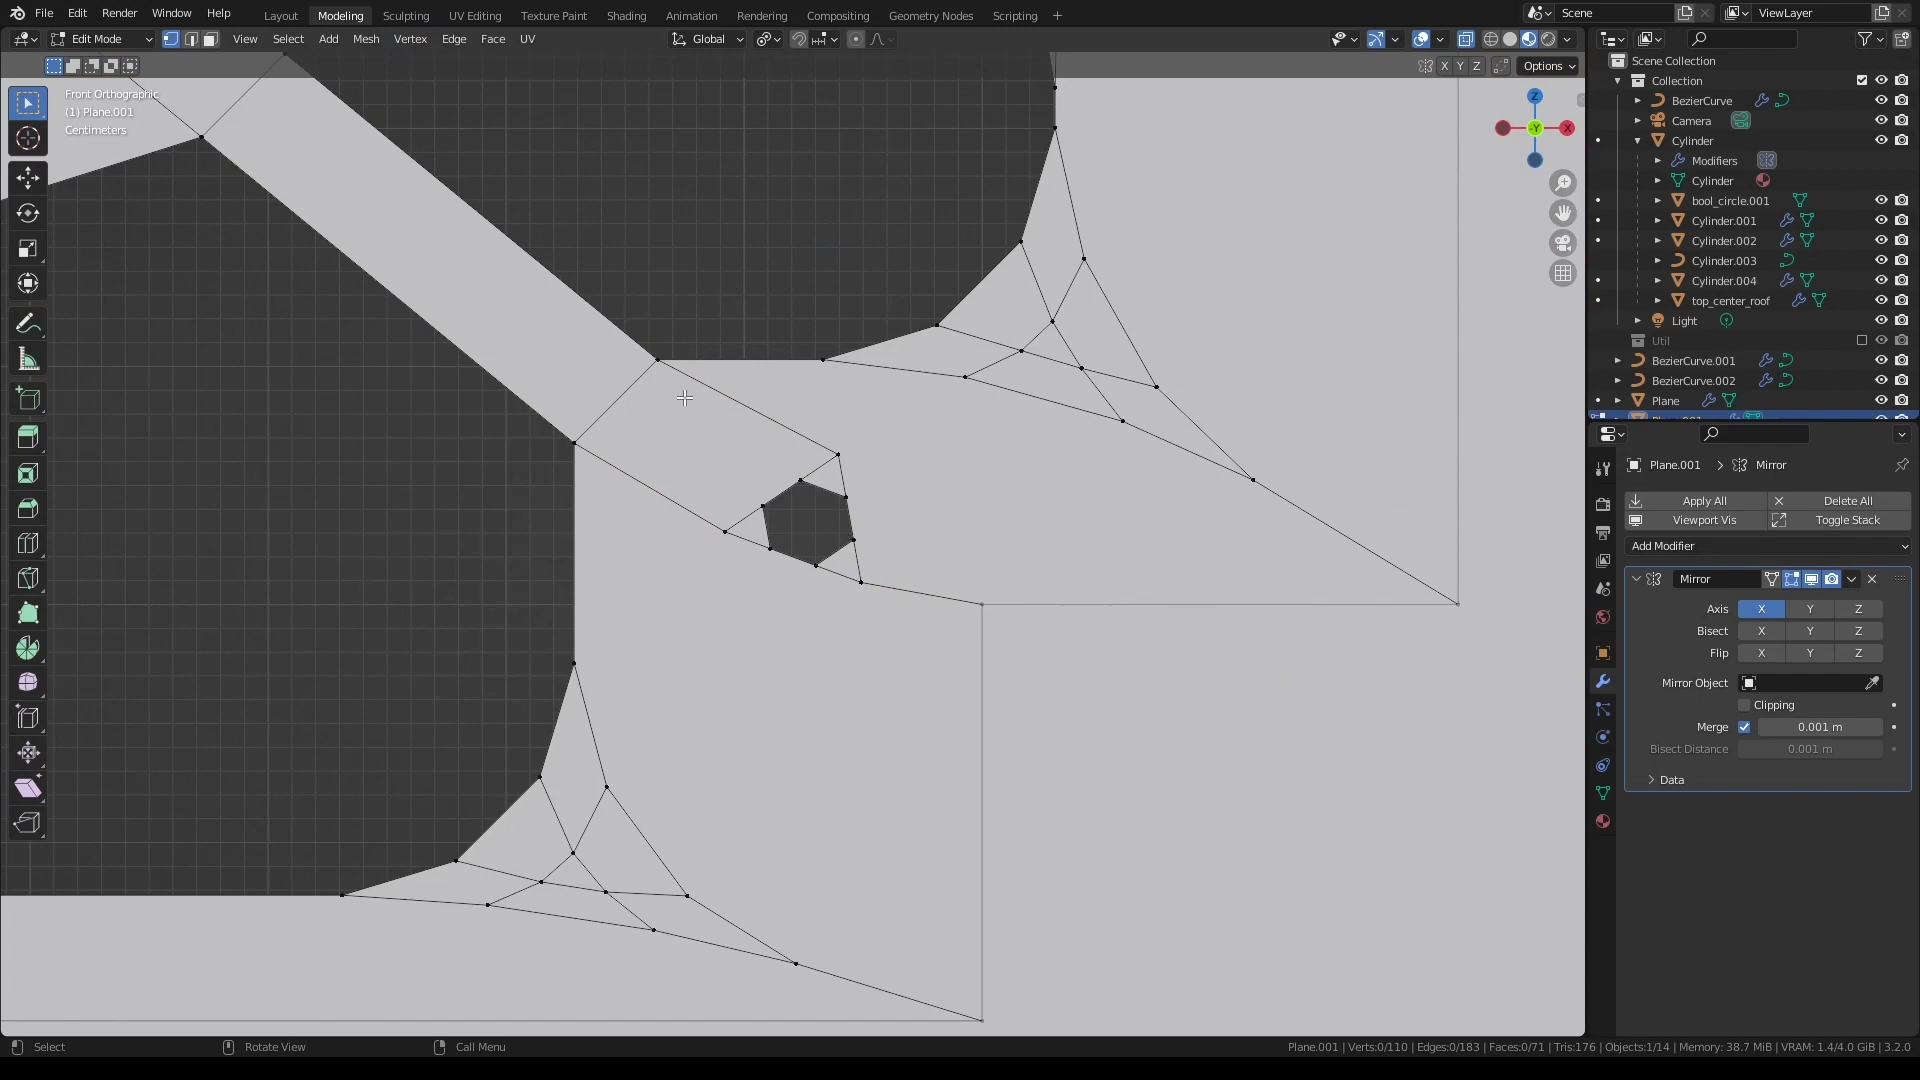 File Edit Render Window Help Layout Modeling Sculpting UV Editing Texture Paint Shading Animation Rendering Compositing Geometry Nodes Scripting + Scene ViewLayer
Edit Mode View Select Add Mesh Vertex Edge Face UV Global
X Y Z Options
Front Orthographic
(1) Plane.001
Centimeters
Z
X
-Y
Scene Collection
Collection
BezierCurve
Camera
Cylinder
Modifiers
Cylinder
bool_circle.001
Cylinder.001
Cylinder.002
Cylinder.003
Cylinder.004
top_center_roof
Light
Util
BezierCurve.001
BezierCurve.002
Plane
Plane.001 > Mirror
Apply All Delete All
Viewport Vis Toggle Stack
Add Modifier
Mirror
Axis X Y Z
Bisect X Y Z
Flip X Y Z
Mirror Object
Clipping
Merge 0.001 m
Bisect Distance 0.001 m
Data
Select Rotate View Call Menu Plane.001 | Verts:0/110 | Edges:0/183 | Faces:0/71 | Tris:176 | Objects:1/14 | Memory: 38.7 MiB | VRAM: 1.4/4.0 GiB | 3.2.0